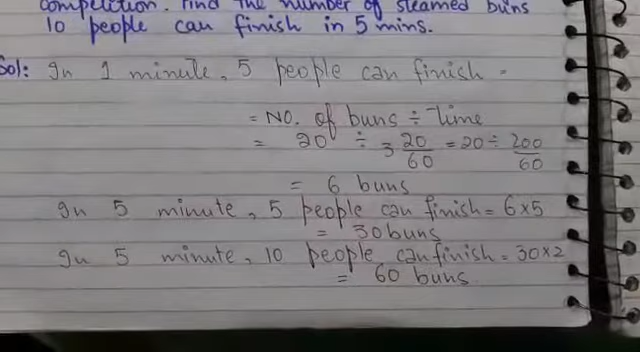 competition. Find the number of steamed buns
10 people can finish in 5 mins.
Sol: In 1 minute, 5 people can finish.
= NO. of buns ÷ Time
= 20 ÷ 3 20/60 = 20 ÷ 200/60
= 6 buns
In 5 minute, 5 people can finish = 6×5
= 30 buns
In 5 minute, 10 people can finish = 30×2
= 60 buns.